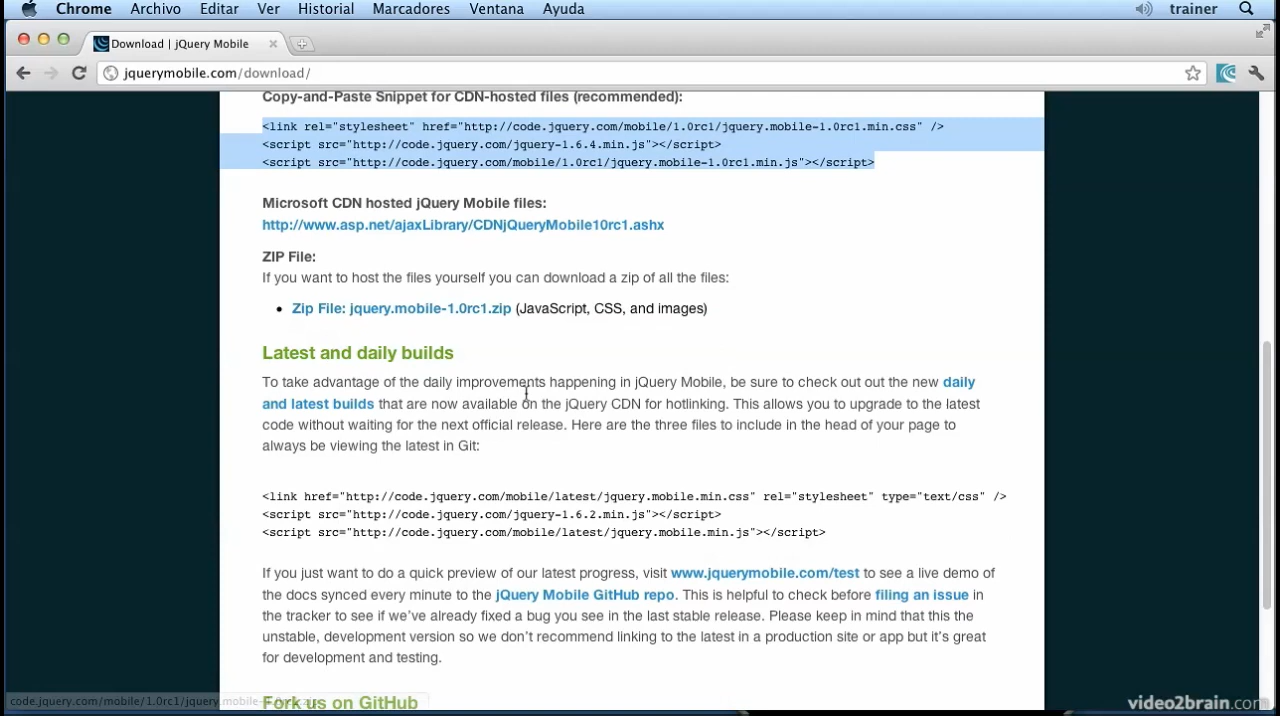 Chrome Archivo Editar Ver Historial Marcadores Ventana Ayuda trainer
Download | jQuery Mobile
jquerymobile.com/download/
Copy-and-Paste Snippet for CDN-hosted files (recommended):
<link rel="stylesheet" href="http://code.jquery.com/mobile/1.0rc1/jquery.mobile-1.0rc1.min.css" />
<script src="http://code.jquery.com/jquery-1.6.4.min.js"></script>
<script src="http://code.jquery.com/mobile/1.0rc1/jquery.mobile-1.0rc1.min.js"></script>
Microsoft CDN hosted jQuery Mobile files:
http://www.asp.net/ajaxLibrary/CDNjQueryMobile10rc1.ashx
ZIP File:
If you want to host the files yourself you can download a zip of all the files:
• Zip File: jquery.mobile-1.0rc1.zip (JavaScript, CSS, and images)
Latest and daily builds
To take advantage of the daily improvements happening in jQuery Mobile, be sure to check out out the new daily
and latest builds that are now available on the jQuery CDN for hotlinking. This allows you to upgrade to the latest
code without waiting for the next official release. Here are the three files to include in the head of your page to
always be viewing the latest in Git:
<link href="http://code.jquery.com/mobile/latest/jquery.mobile.min.css" rel="stylesheet" type="text/css" />
<script src="http://code.jquery.com/jquery-1.6.2.min.js"></script>
<script src="http://code.jquery.com/mobile/latest/jquery.mobile.min.js"></script>
If you just want to do a quick preview of our latest progress, visit www.jquerymobile.com/test to see a live demo of
the docs synced every minute to the jQuery Mobile GitHub repo. This is helpful to check before filing an issue in
the tracker to see if we've already fixed a bug you see in the last stable release. Please keep in mind that this the
unstable, development version so we don't recommend linking to the latest in a production site or app but it's great
for development and testing.
Fork us on GitHub
code.jquery.com/mobile/1.0rc1/jquery.mobile
video2brain.com